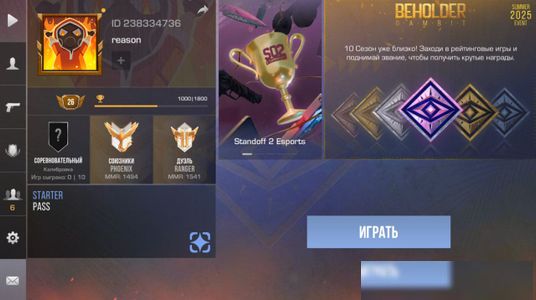 ID 238334736
reason
26
1000|1800
?
СОРЕВНОВАТЕЛЬНЫЙ
Калибровка
Игр сыграно: 0 | 10
СОЮЗНИКИ
PHOENIX
MMR: 1454
ДУЭЛЬ
RANGER
MMR: 1541
STARTER
PASS
6
SO2
Standoff 2 Esports
BEHOLDER
GAMBIT
SUMMER
2025
EVENT
10 Сезон уже близко! Заходи в рейтинговые игры и
поднимай звание, чтобы получить крутые награды.
ИГРАТЬ